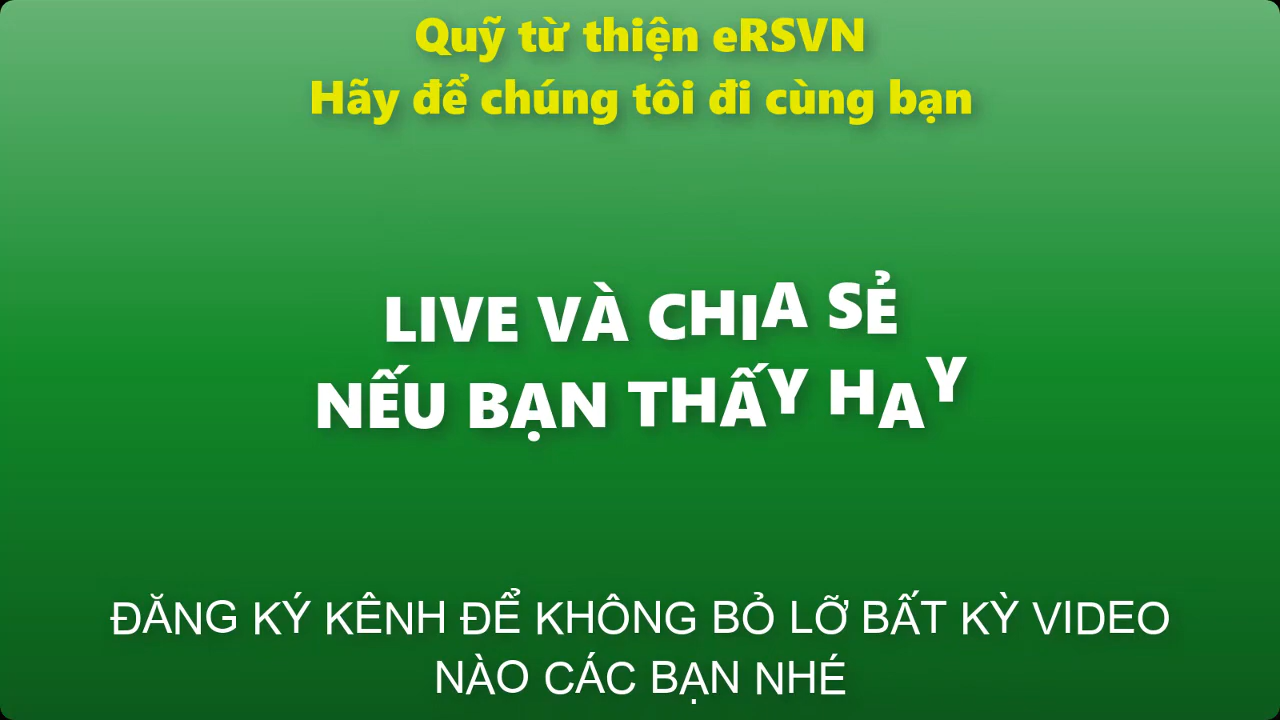 Quỹ từ thiện eRSVN
Hãy để chúng tôi đi cùng bạn
LIVE VÀ CHIA SẺ
NẾU BẠN THẤY HAY
ĐĂNG KÝ KÊNH ĐỂ KHÔNG BỎ LỠ BẤT KỲ VIDEO
NÀO CÁC BẠN NHÉ